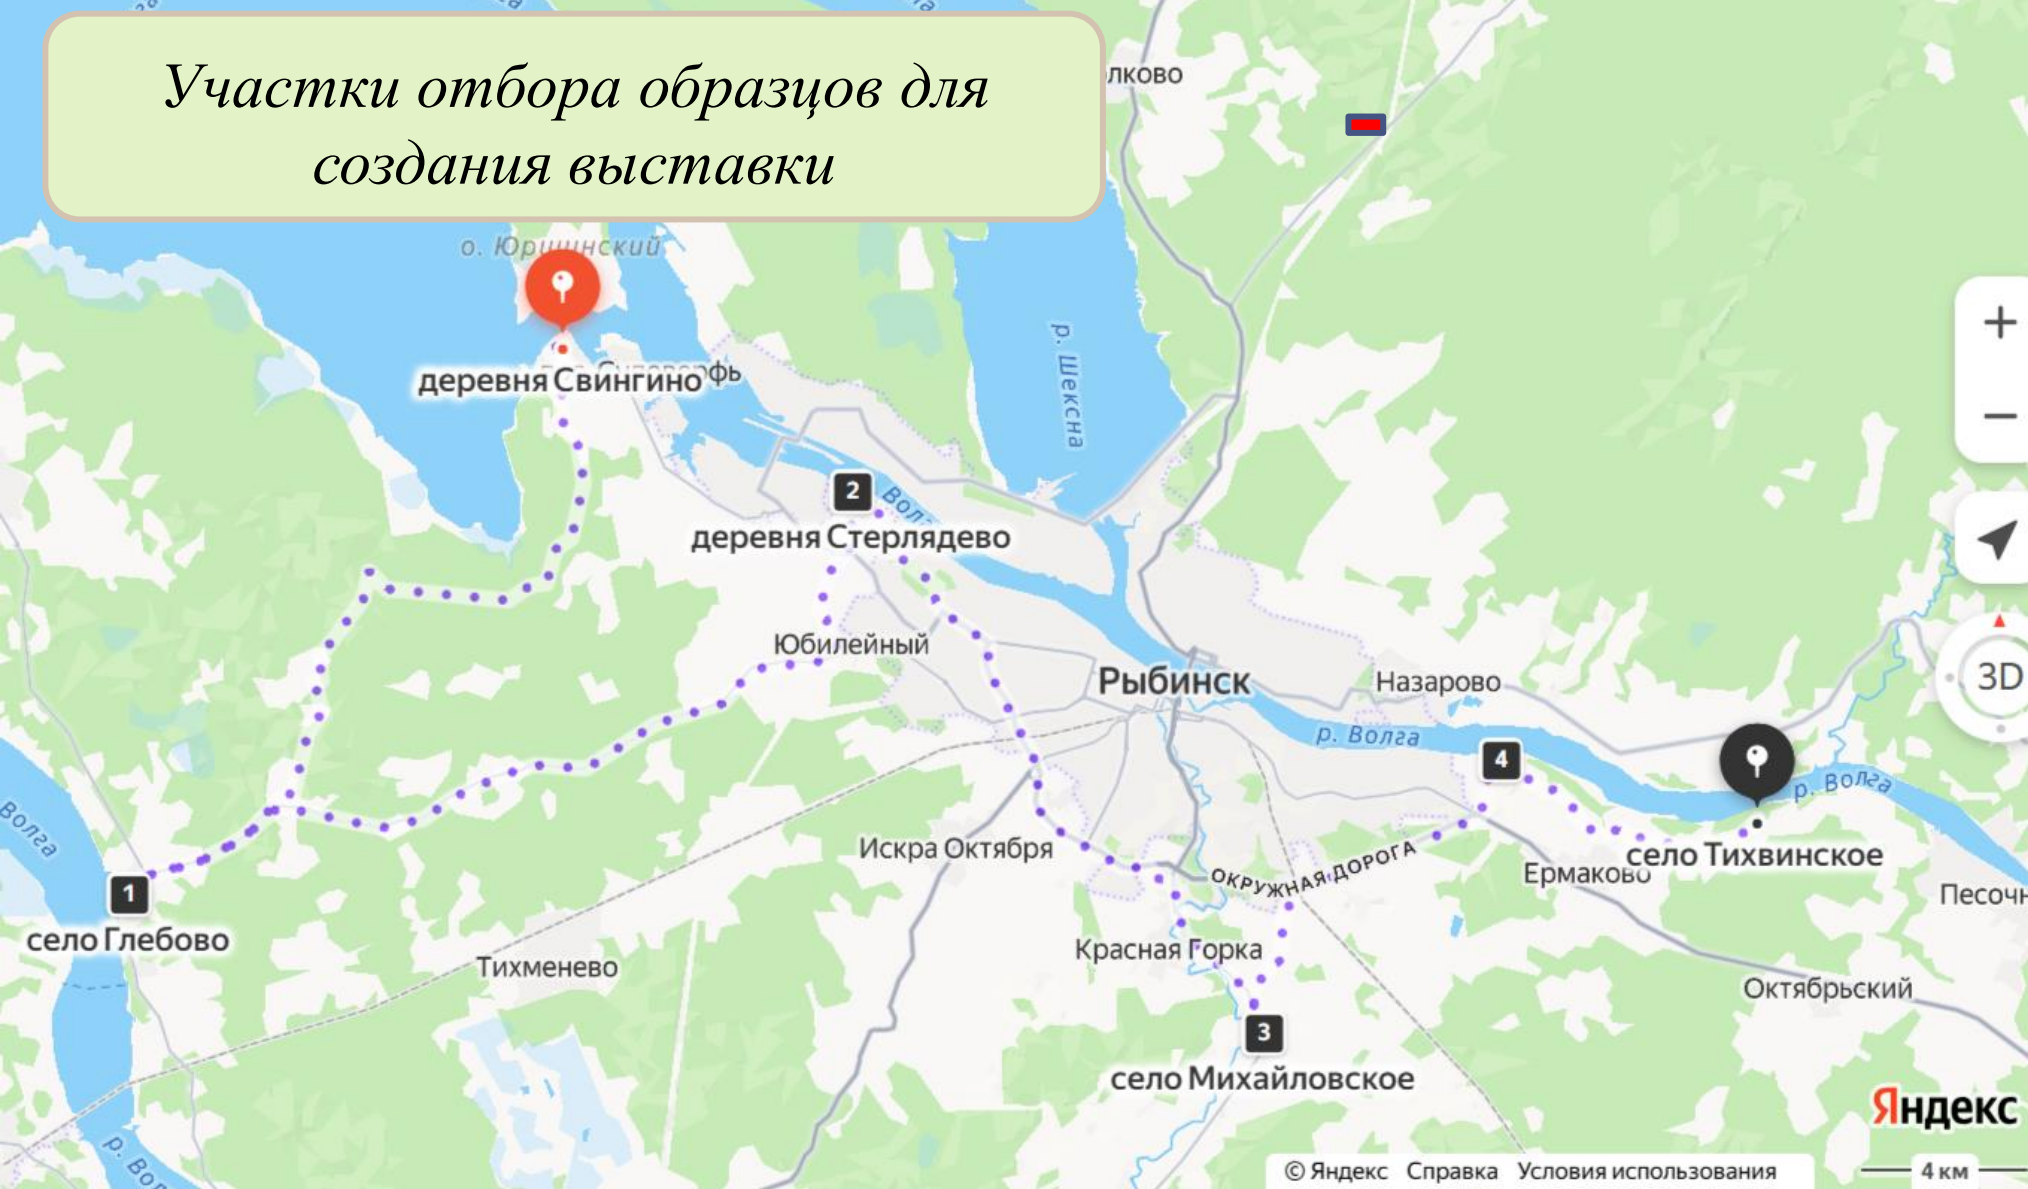 Участки отбора образцов для
создания выставки
о. Юршинский
деревня Свингино
р. Шексна
2
Волга
деревня Стерлядево
Юбилейный
Рыбинск
Назарово
р. Волга
4
р. Волга
Волга
1
село Глебово
Искра Октября
ОКРУЖНАЯ ДОРОГА
Ермаково
село Тихвинское
Тихменево
Красная Горка
3
село Михайловское
Октябрьский
3D
Яндекс
© Яндекс Справка Условия использования
4 км